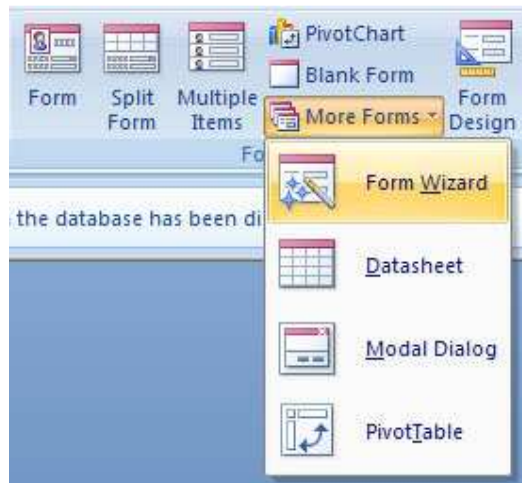 PivotChart
Blank Form
Form
Split
Form
Multiple
Items
More Forms
Form
Design
Fo
Form Wizard
the database has been di
Datasheet
Modal Dialog
PivotTable